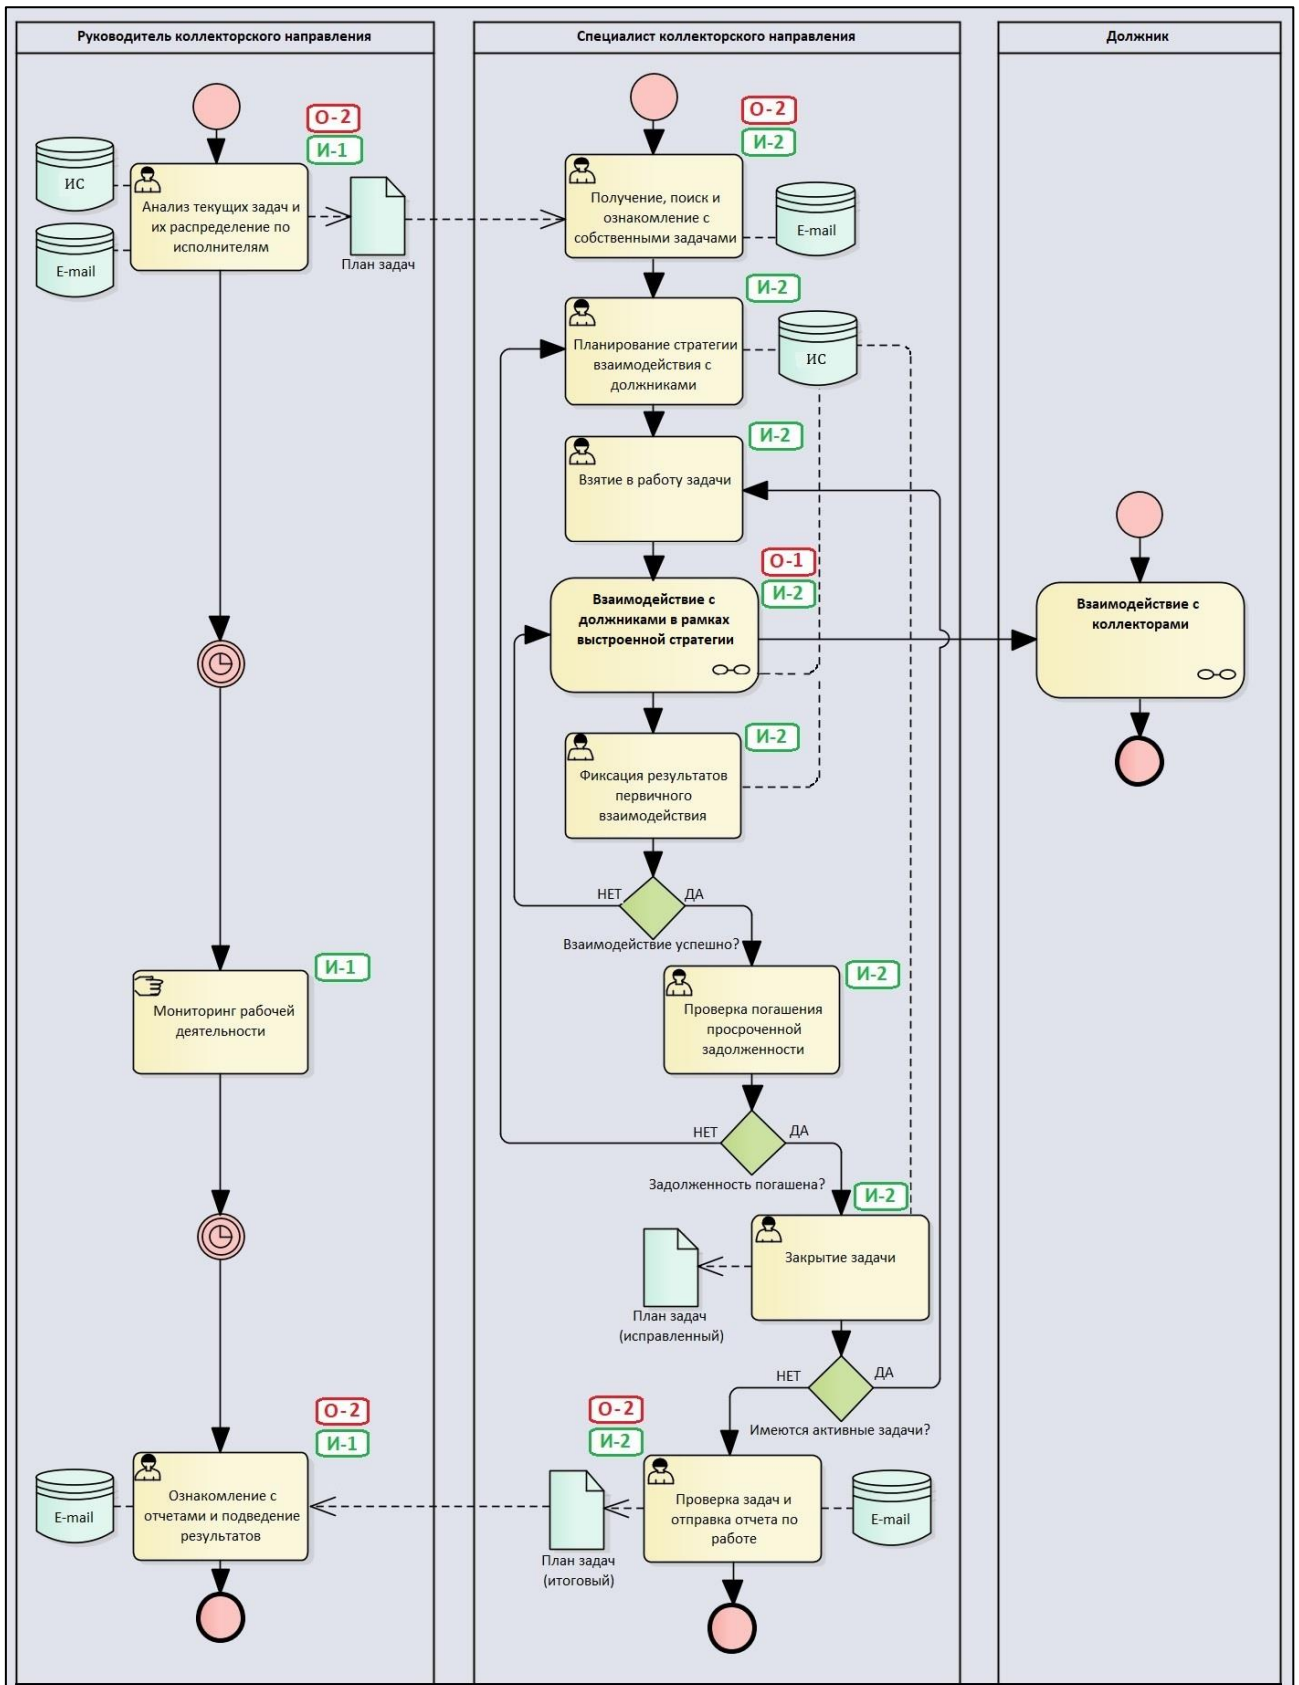 Руководитель коллекторского направления
Специалист коллекторского направления
Должник
О-2
И-1
ИС
E-mail
Анализ текущих задач и
их распределение по
исполнителям
План задач
О-2
И-2
Получение, поиск и
ознакомление с
собственными задачами
E-mail
И-2
Планирование стратегии
взаимодействия с
должниками
ИС
И-2
Взятие в работу задачи
О-1
И-2
Взаимодействие с
должниками в рамках
выстроенной стратегии
Взаимодействие с
коллекторами
И-2
Фиксация результатов
первичного
взаимодействия
НЕТ
ДА
Взаимодействие успешно?
И-1
Мониторинг рабочей
деятельности
И-2
Проверка погашения
просроченной
задолженности
НЕТ
ДА
Задолженность погашена?
И-2
Закрытие задачи
План задач
(исправленный)
НЕТ
ДА
Имеются активные задачи?
О-2
И-1
Ознакомление с
отчетами и подведение
результатов
E-mail
О-2
И-2
Проверка задач и
отправка отчета по
работе
E-mail
План задач
(итоговый)